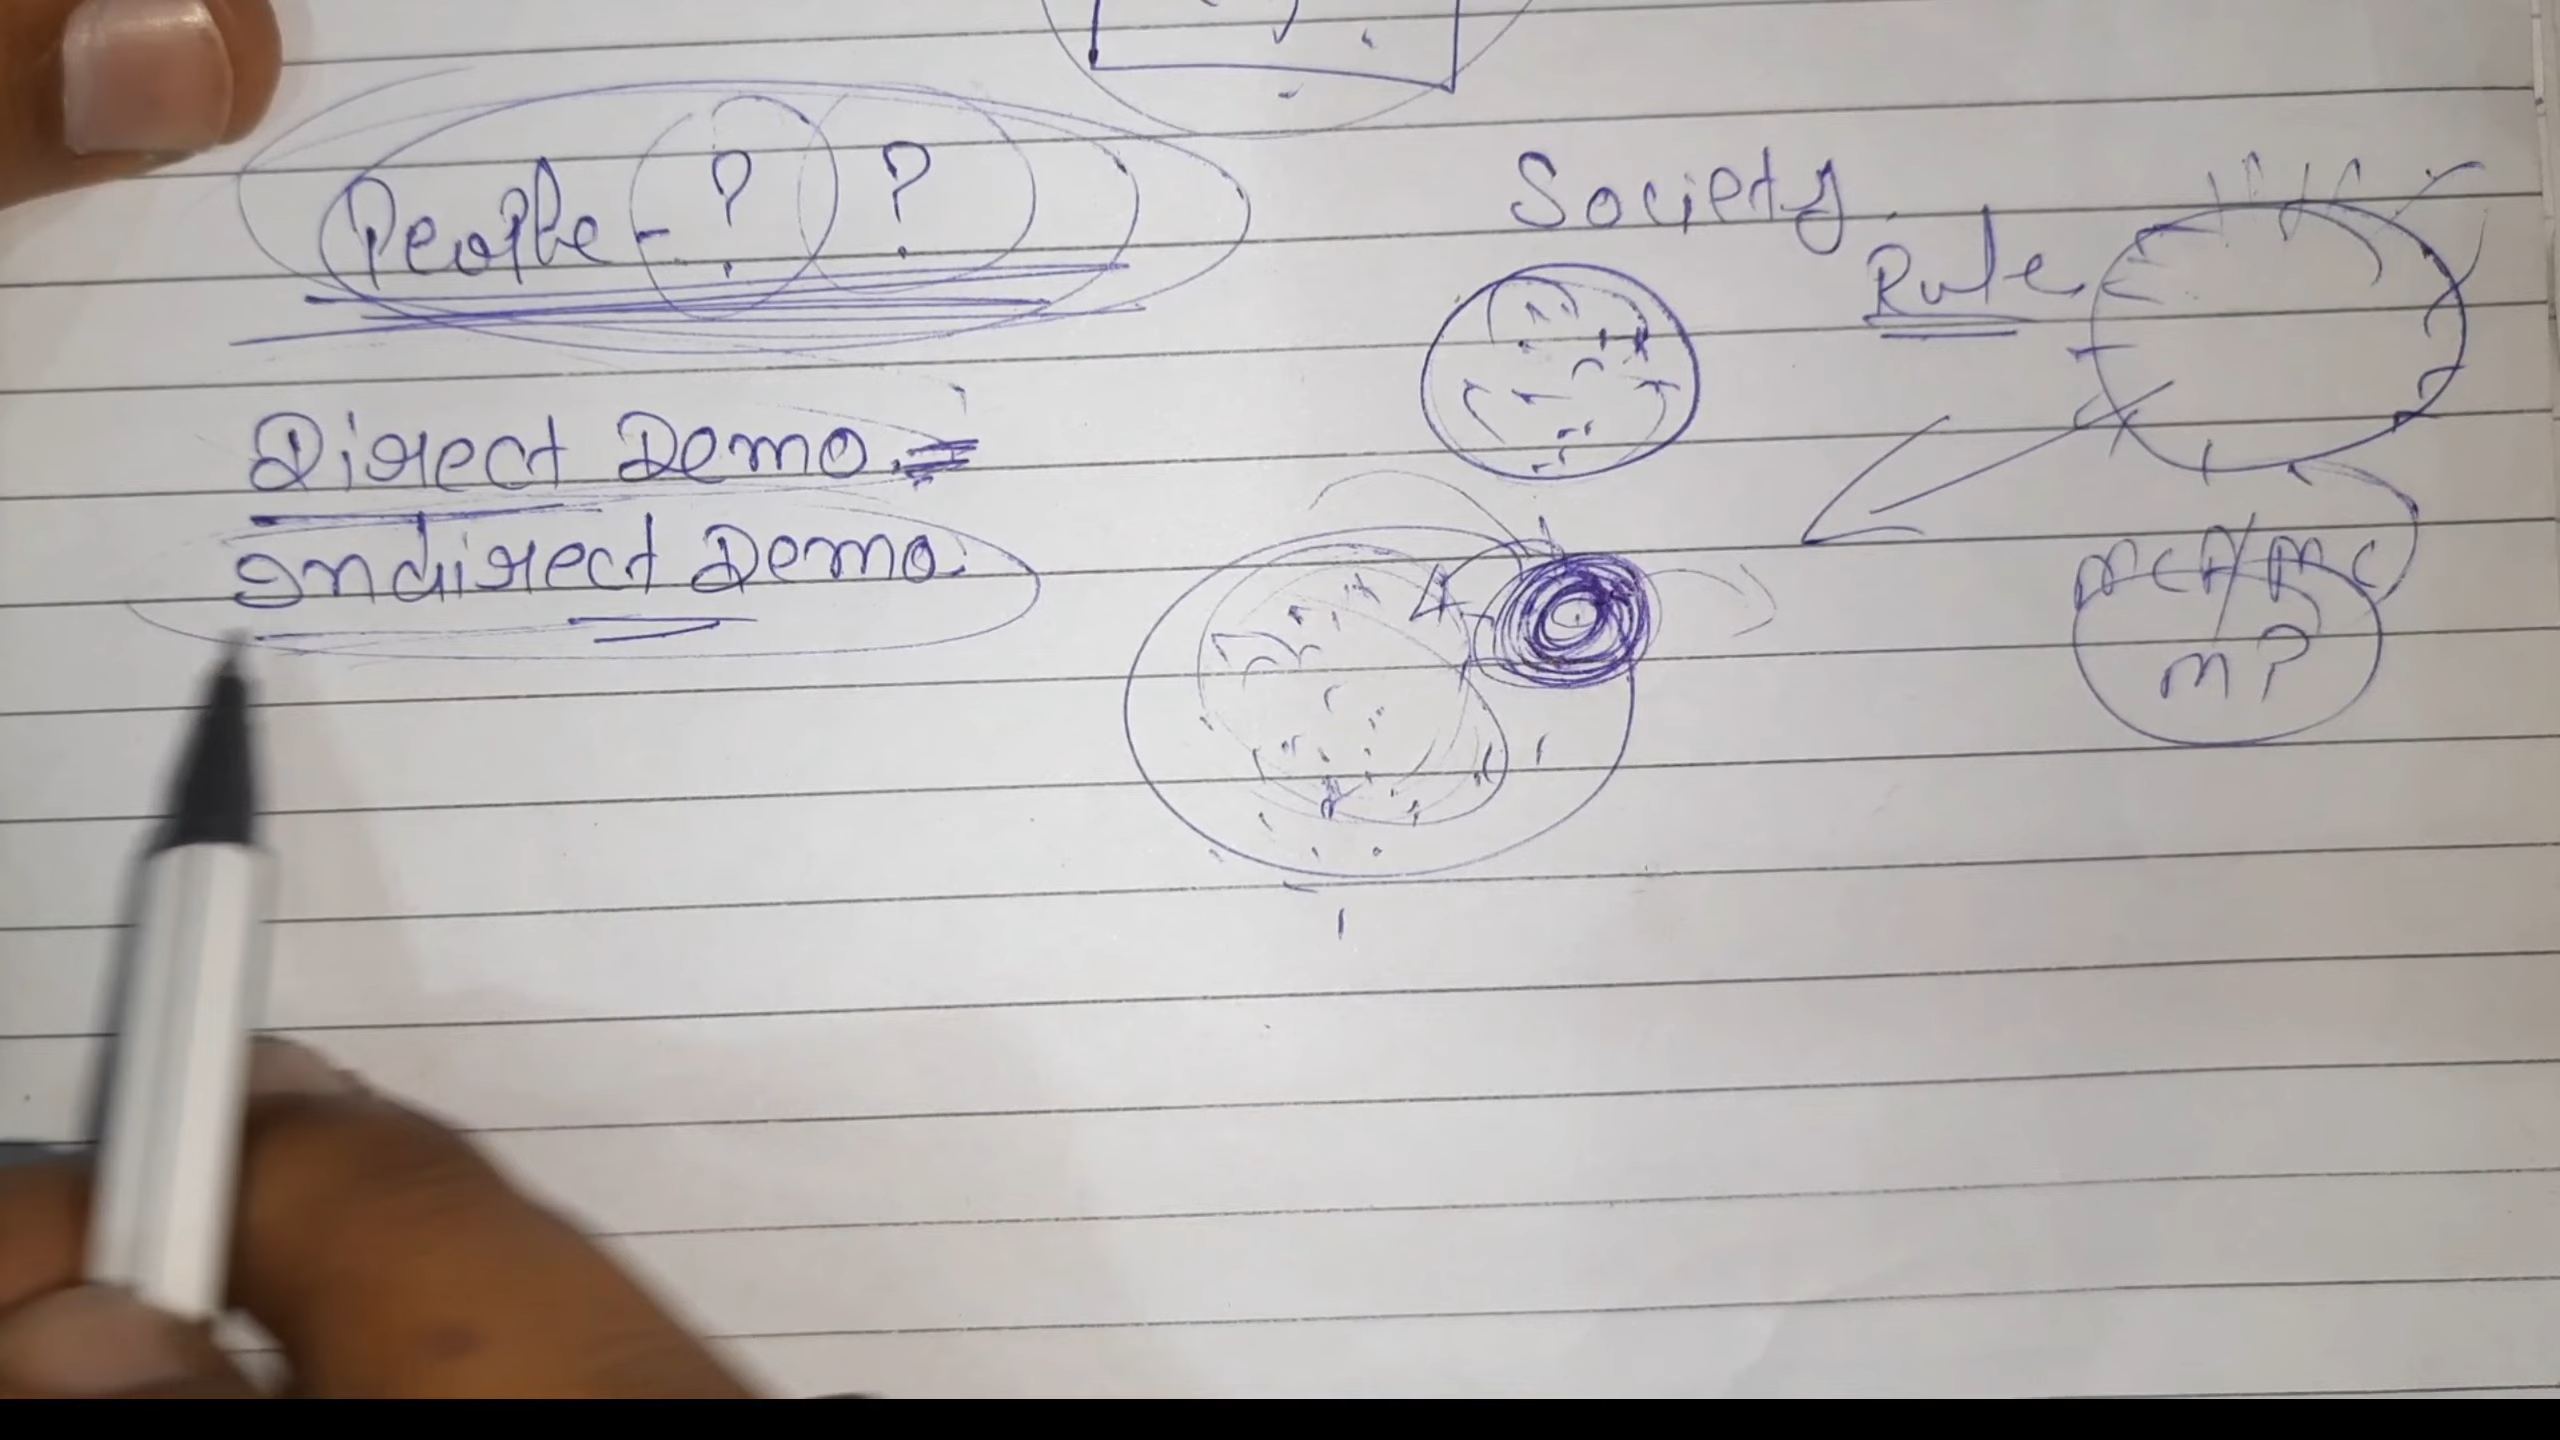 People - ? ?
Society
Rule
Direct Demo.=
Indirect Demo.
MP